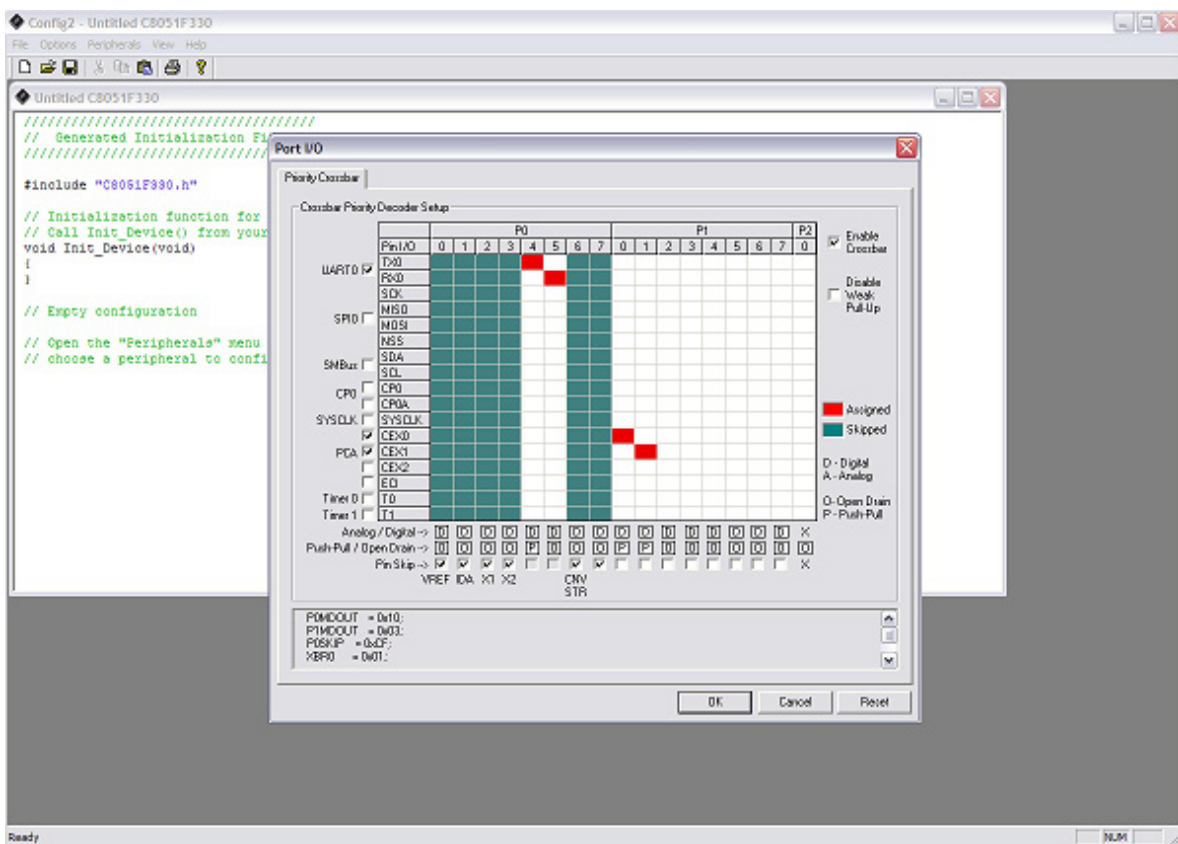 Config2 - Untitled C8051F330
File Options Peripherals View Help
Untitled C8051F330
/////////////////////////////////////
// Generated Initialization Fi
#include "C8051F330.h"
// Initialization function for
// Call Init_Device() from your
void Init_Device(void)
{
}
// Empty configuration
// Open the "Peripherals" menu
// choose a peripheral to confi
Port I/O
Priority Crossbar
Crossbar Priority Decoder Setup
P0 P1 P2
Pin I/O 0 1 2 3 4 5 6 7 0 1 2 3 4 5 6 7 0
Enable Crossbar
Disable Weak Pull-Up
UART0 TX0
RX0
SCK
SPI0 MISO
MOSI
NSS
SMBus SDA
SCL
CP0 CP0
CP0A
SYSCLK SYSCLK
CEX0
PCA CEX1
CEX2
ECI
Timer 0 T0
Timer 1 T1
Assigned
Skipped
D - Digital
A - Analog
O - Open Drain
P - Push-Pull
Analog / Digital -> D D D D D D D D D D D D D D D D X
Push-Pull / Open Drain -> O O O O P O O O P P O O O O O O O
Pin Skip -> X
VREF IDA X1 X2 CNV
STR
P0MDOUT = 0x10;
P1MDOUT = 0x03;
P0SKIP = 0xCF;
XBR0 = 0x01;
OK Cancel Reset
Ready NUM